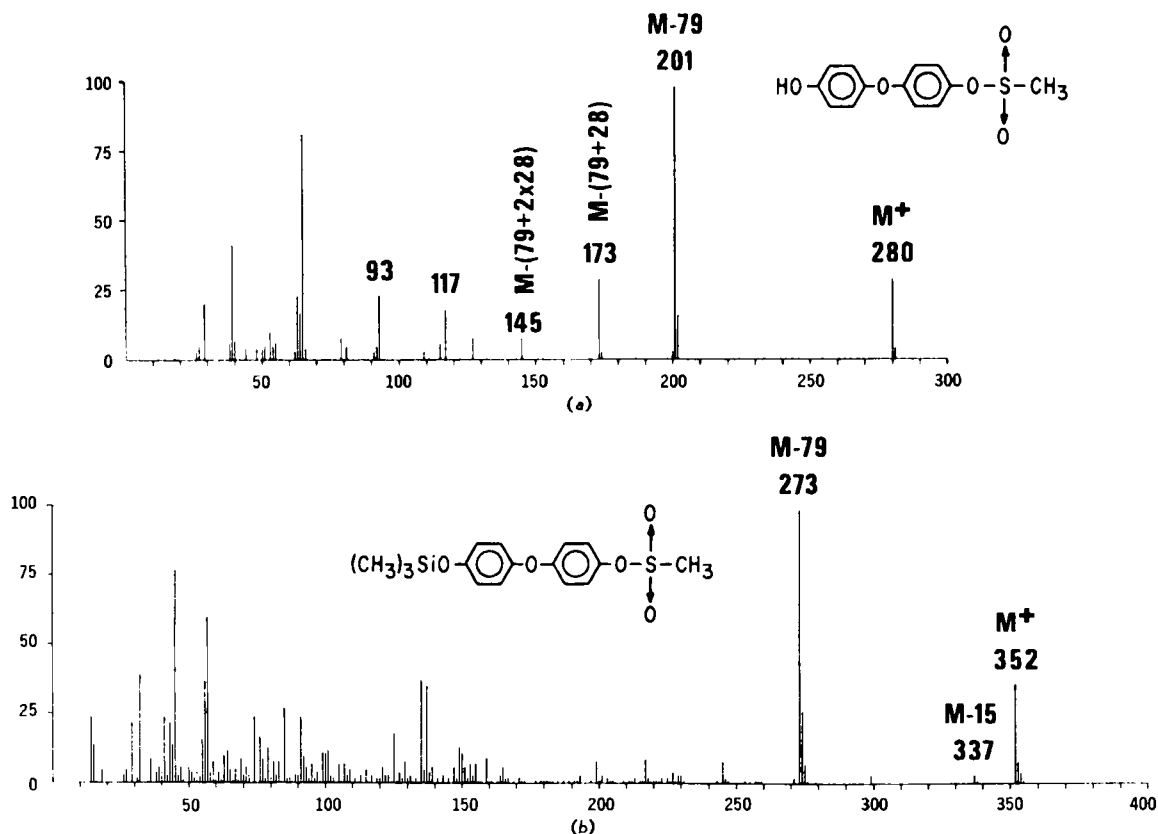 M-79
201
O
HO
O
O
S
CH3
O
100
75
50
25
0
M-(79+2x28)
M-(79+28)
93
117
145
173
M+
280
50
100
150
200
250
300
(a)
M-79
273
100
75
50
25
0
O
(CH3)3SiO
O
O
S
CH3
O
M+
352
M-15
337
50
100
150
200
250
300
350
400
(b)